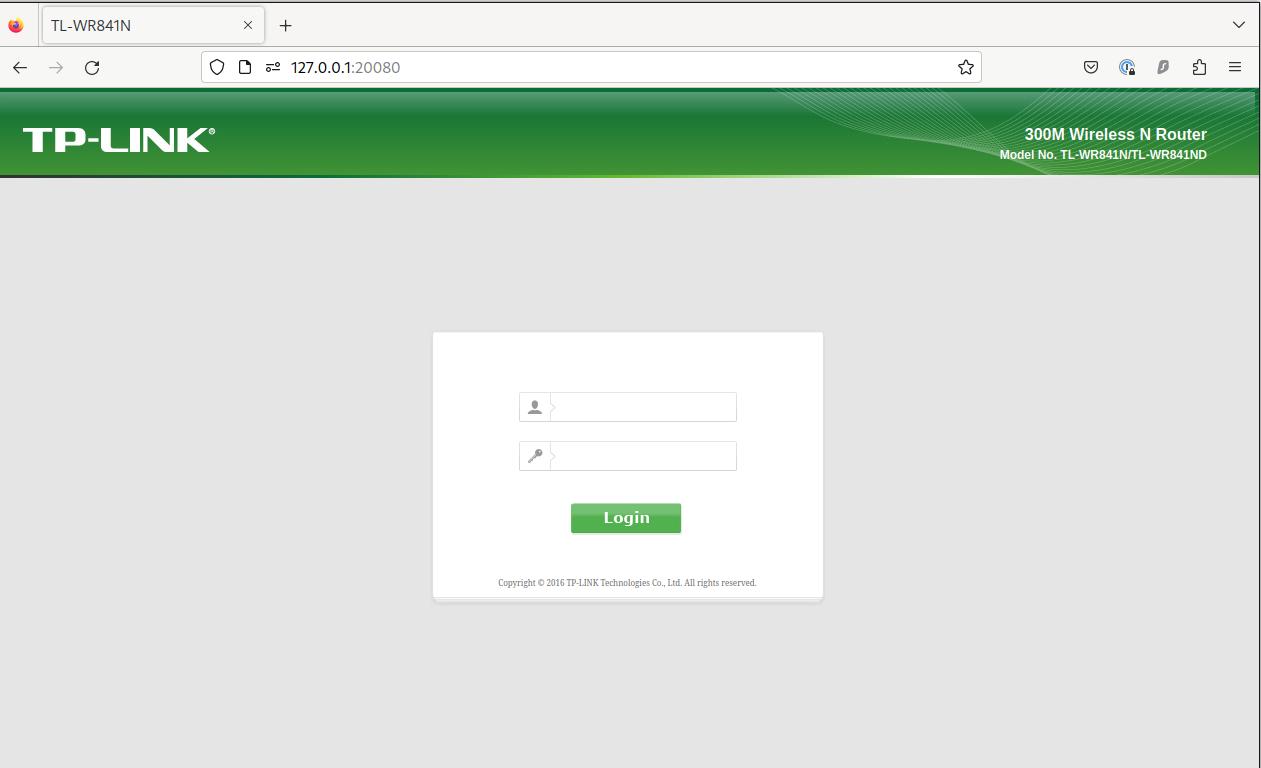 TL-WR841N
127.0.0.1:20080
TP-LINK®
300M Wireless N Router
Model No. TL-WR841N/TL-WR841ND
Login
Copyright © 2016 TP-LINK Technologies Co., Ltd. All rights reserved.